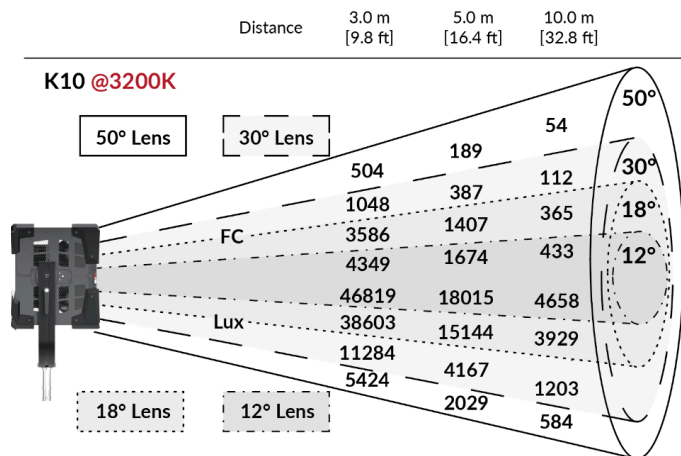 Distance
3.0 m 5.0 m 10.0 m
[9.8 ft] [16.4 ft] [32.8 ft]
K10 @3200K
50° Lens 30° Lens
50°
30°
18°
12°
504 189 54
1048 387 112
3586 1407 365
4349 1674 433
FC
46819 18015 4658
38603 15144 3929
11284 4167 1203
5424 2029 584
Lux
18° Lens 12° Lens